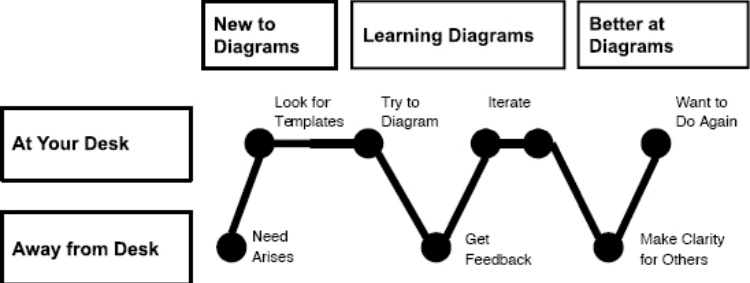 New to
Diagrams
Learning Diagrams
Better at
Diagrams
At Your Desk
Look for
Templates
Try to
Diagram
Iterate
Want to
Do Again
Away from Desk
Need
Arises
Get
Feedback
Make Clarity
for Others